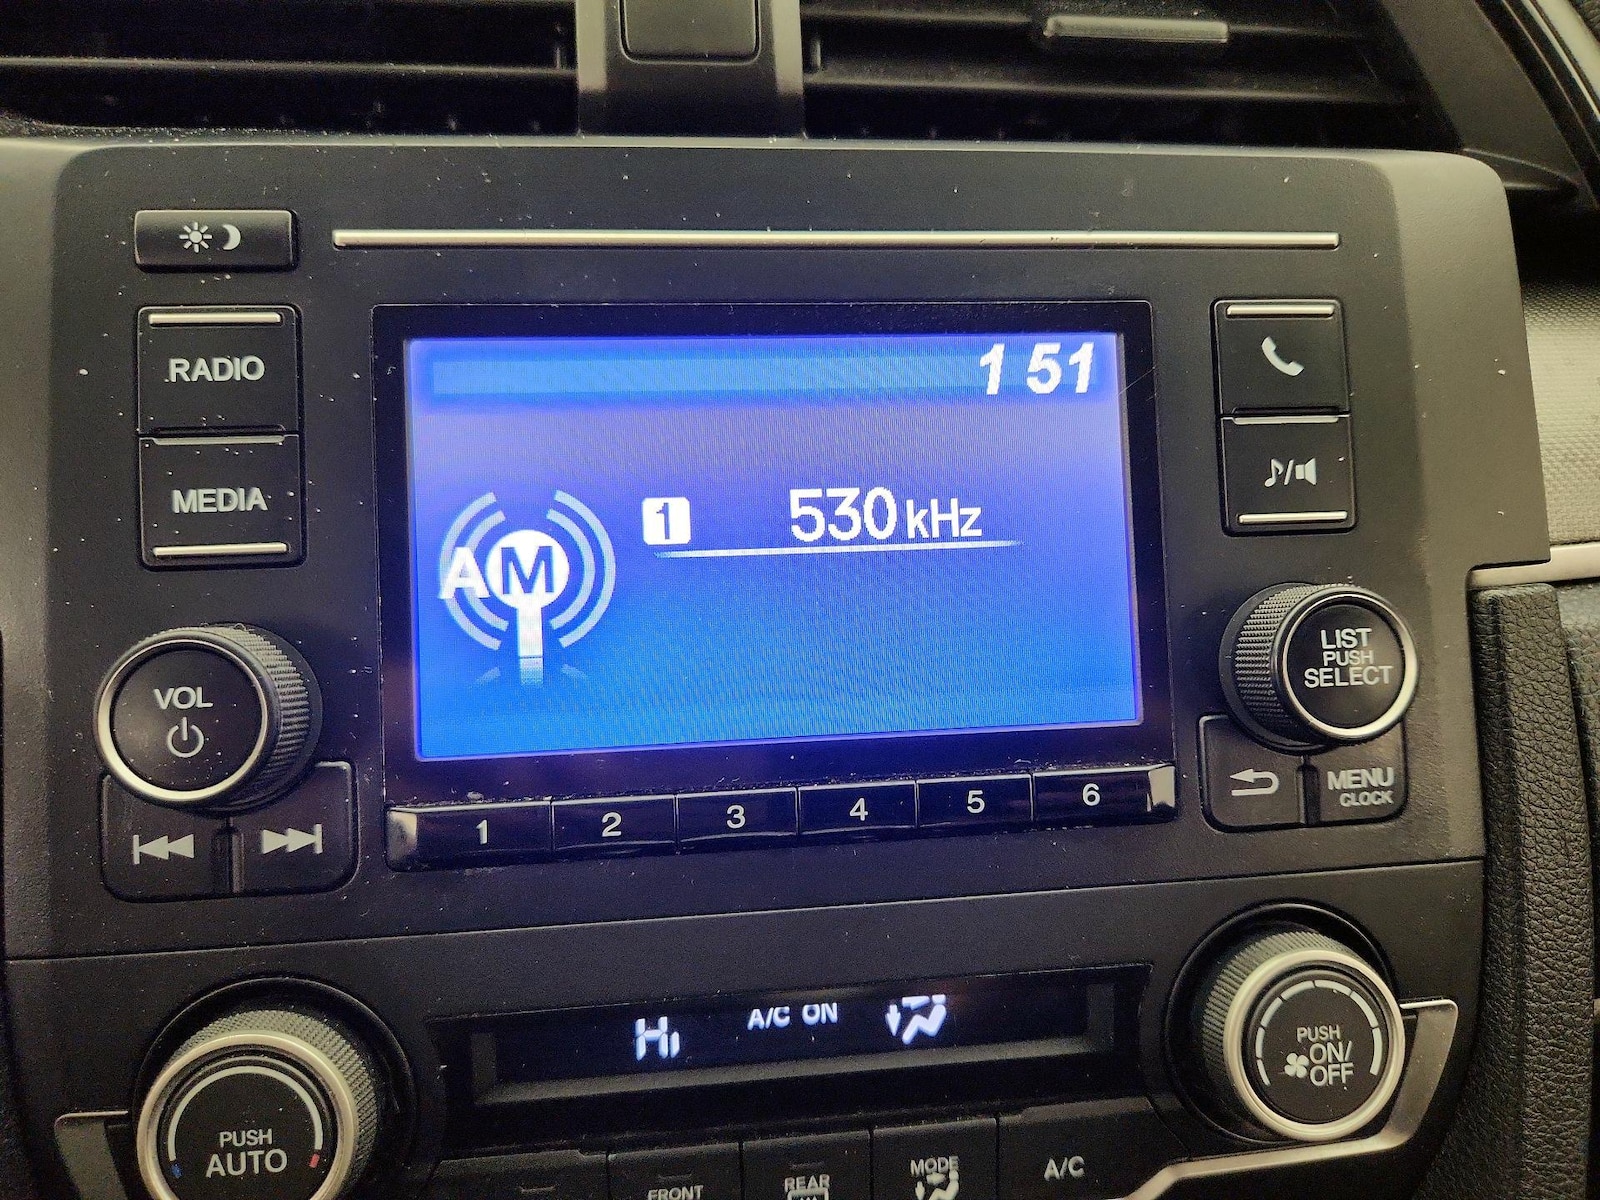 RADIO
MEDIA
1 51
1 530 kHz
AM
VOL
LIST
PUSH
SELECT
MENU
CLOCK
1 2 3 4 5 6
Hi A/C ON
PUSH
AUTO
PUSH
ON/
OFF
FRONT
REAR
MODE
A/C